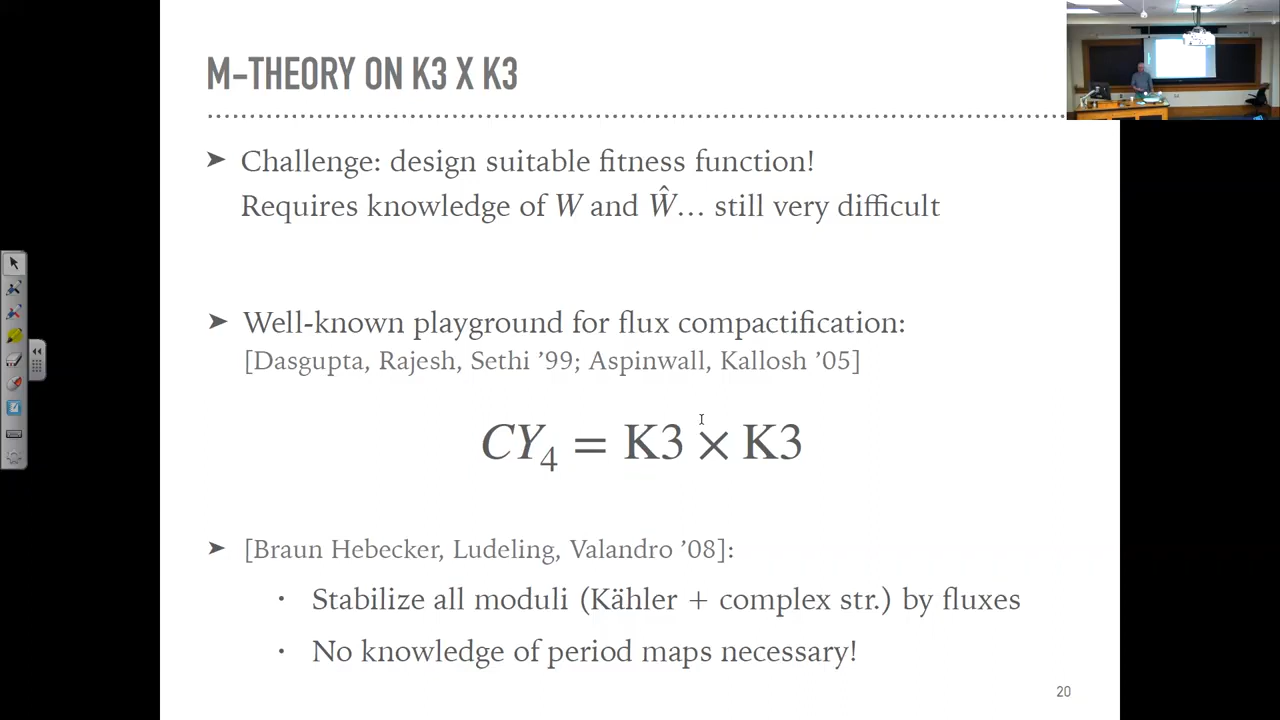 M-THEORY ON K3 X K3
➤ Challenge: design suitable fitness function!
Requires knowledge of W and Ŵ… still very difficult
➤ Well-known playground for flux compactification:
[Dasgupta, Rajesh, Sethi ’99; Aspinwall, Kallosh ’05]
CY₄ = K3 × K3
➤ [Braun Hebecker, Ludeling, Valandro ’08]:
· Stabilize all moduli (Kähler + complex str.) by fluxes
· No knowledge of period maps necessary!
20